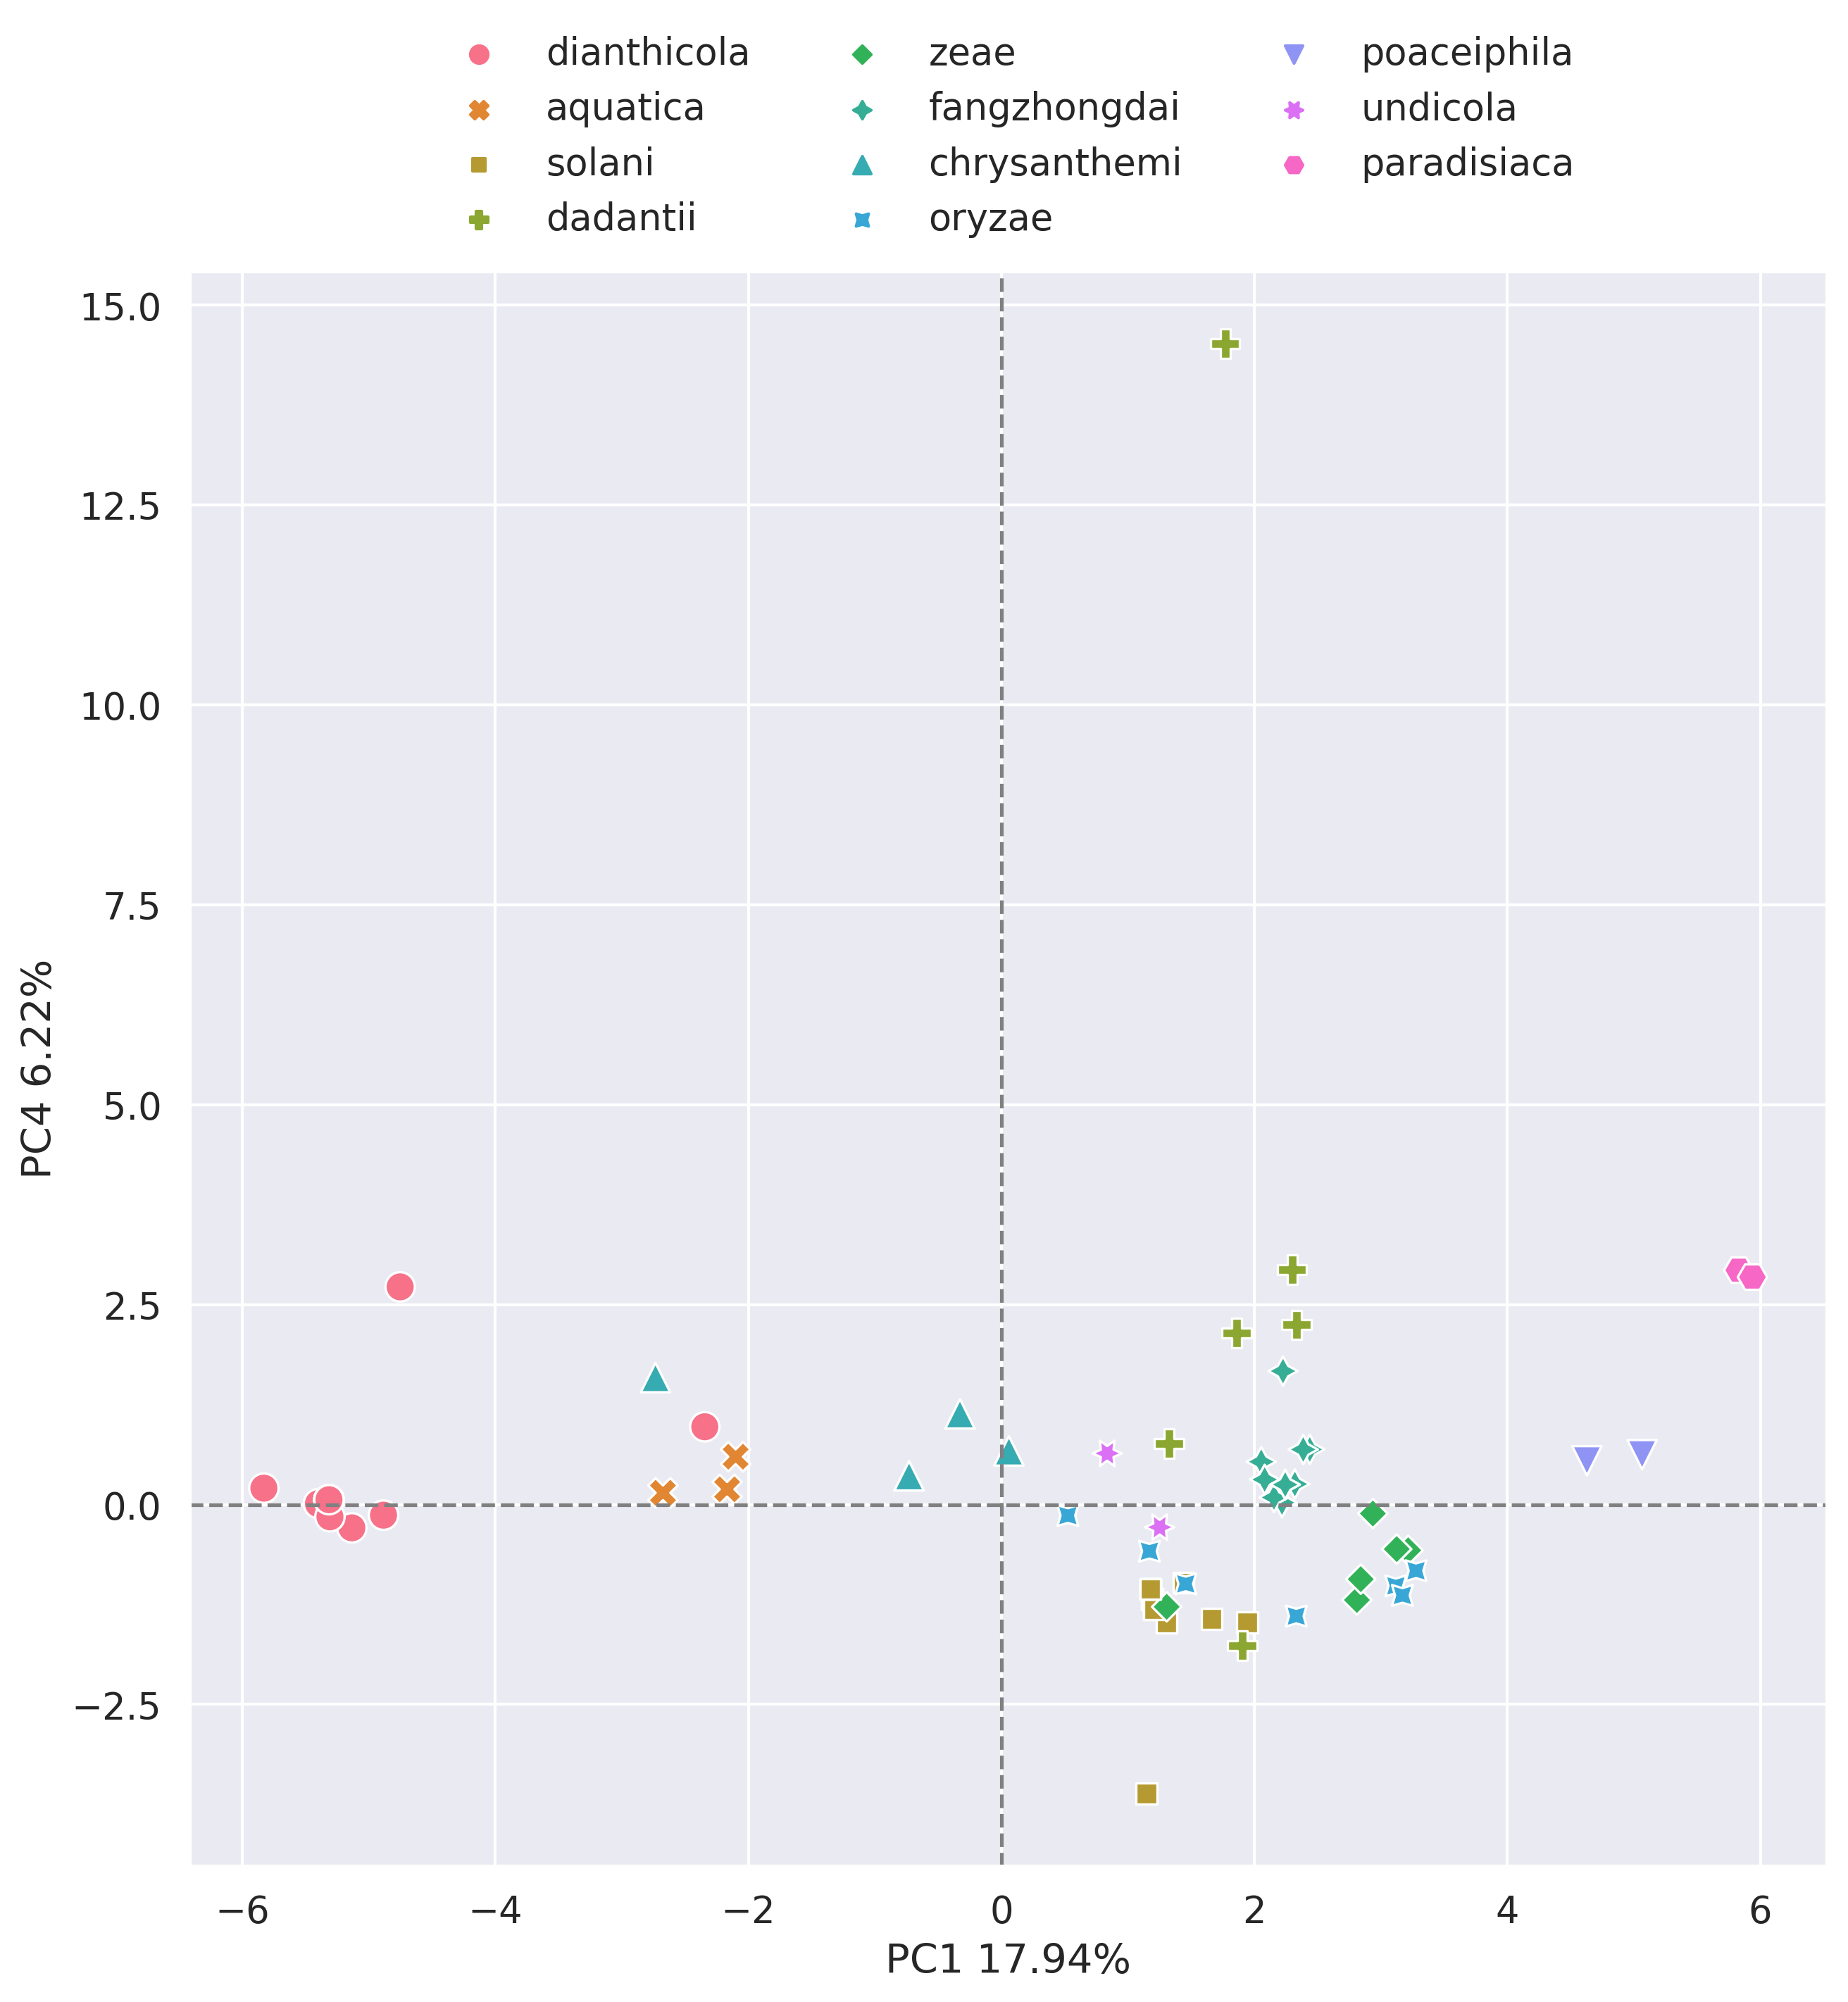 dianthicola
aquatica
solani
dadantii
zeae
fangzhongdai
chrysanthemi
oryzae
poaceiphila
undicola
paradisiaca
15.0
12.5
10.0
7.5
5.0
2.5
0.0
−2.5
PC4 6.22%
−6 −4 −2 0 2 4 6
PC1 17.94%